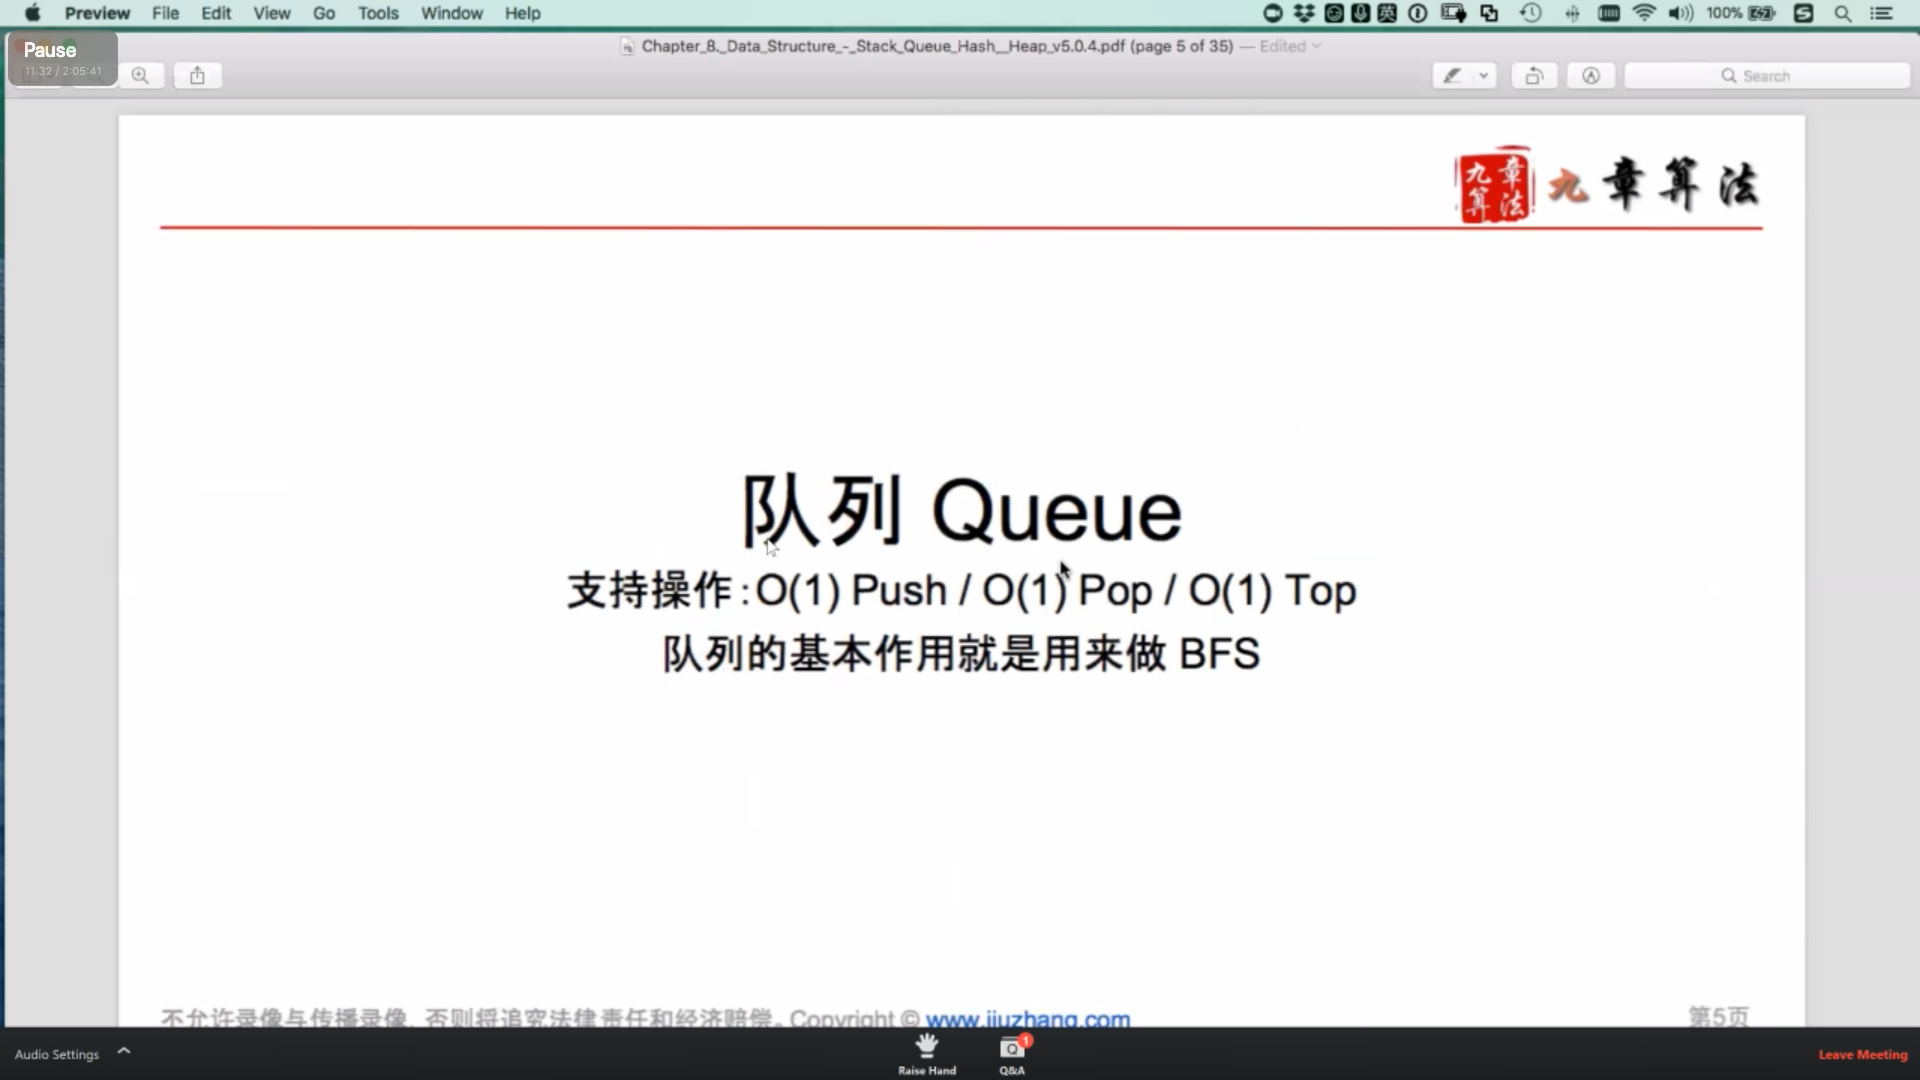 Preview File Edit View Go Tools Window Help 100%
Pause
11:32 / 2:05:41
Chapter_8._Data_Structure_-_Stack_Queue_Hash__Heap_v5.0.4.pdf (page 5 of 35) — Edited
Search
九章算法
九章算法
队列 Queue
支持操作:O(1) Push / O(1) Pop / O(1) Top
队列的基本作用就是用来做 BFS
不允许录像与传播录像，否则将追究法律责任和经济赔偿。Copyright © www.jiuzhang.com
第5页
Audio Settings
Raise Hand
Q&A
1
Leave Meeting